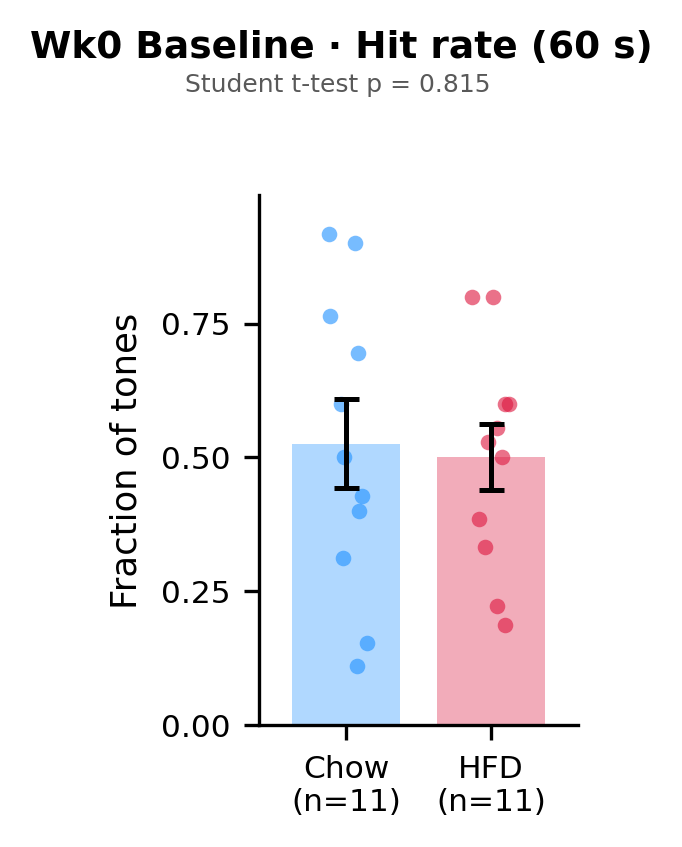 Wk0 Baseline · Hit rate (60 s)
Student t-test p = 0.815
Fraction of tones
0.75
0.50
0.25
0.00
Chow
(n=11)
HFD
(n=11)